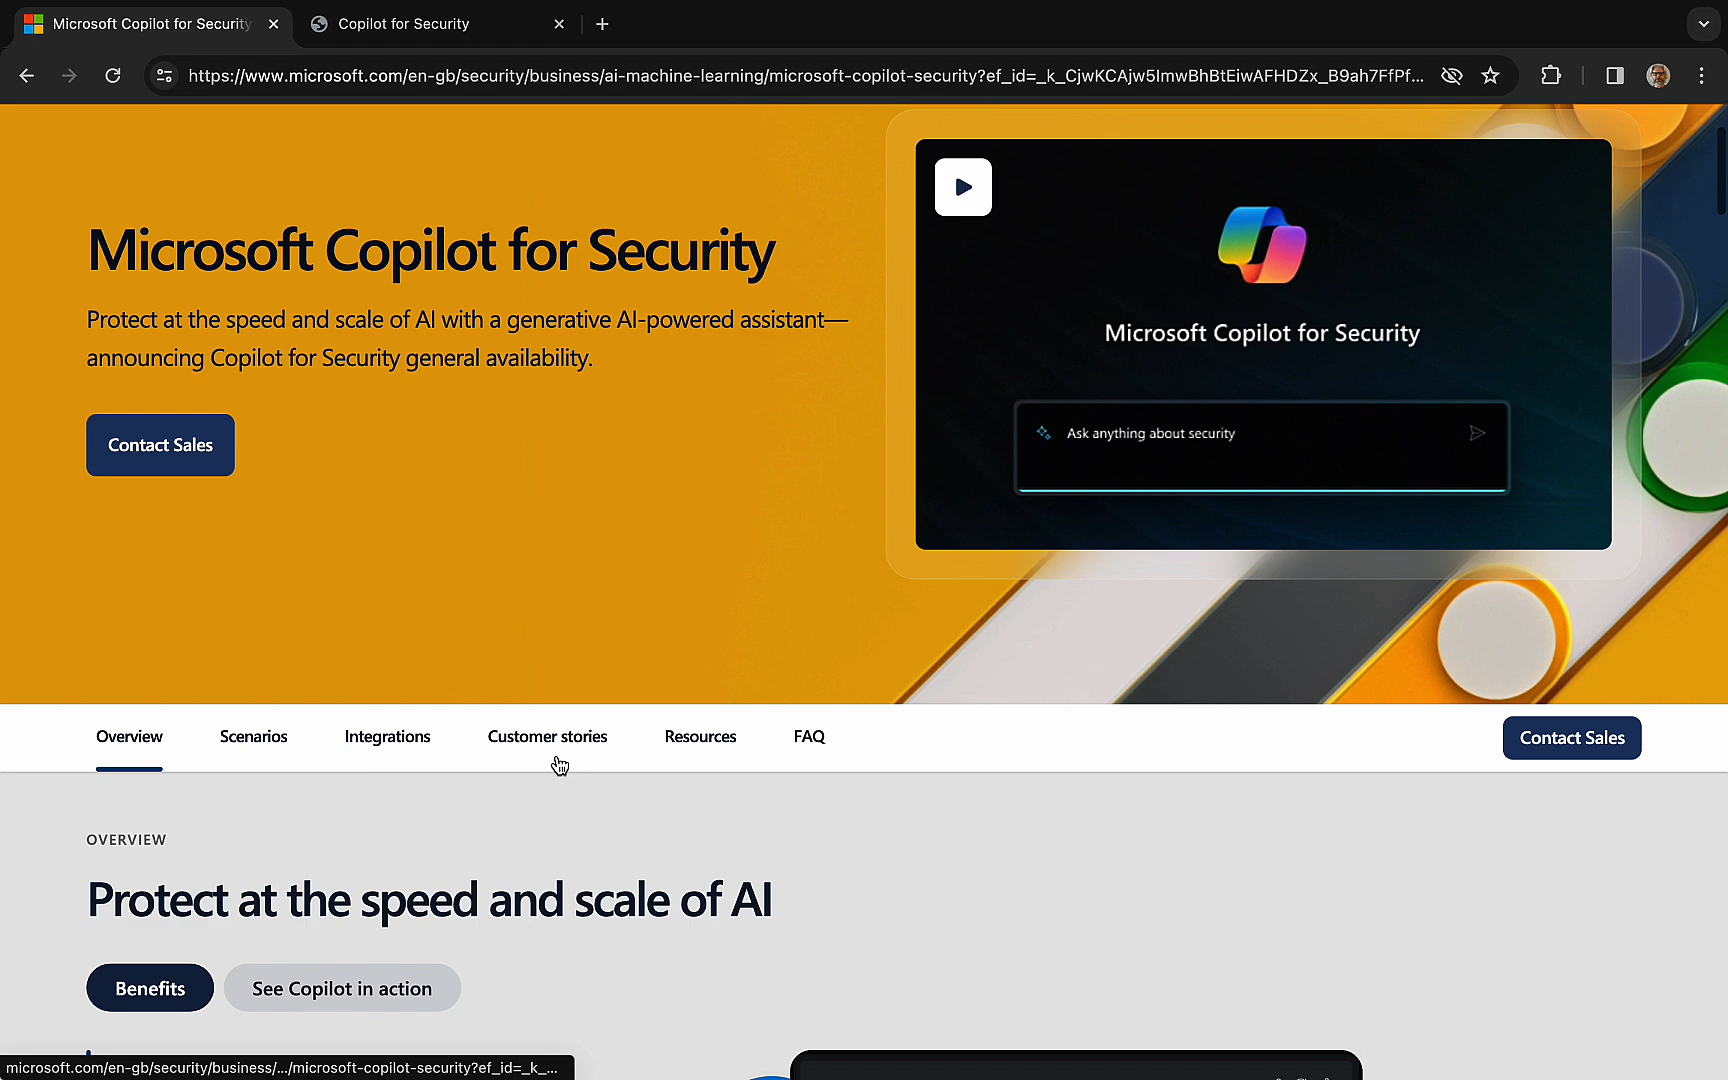 Microsoft Copilot for Security
Copilot for Security
https://www.microsoft.com/en-gb/security/business/ai-machine-learning/microsoft-copilot-security?ef_id=_k_CjwKCAjw5ImwBhBtEiwAFHDZx_B9ah7FfPf...
Microsoft Copilot for Security
Protect at the speed and scale of AI with a generative AI-powered assistant—
announcing Copilot for Security general availability.
Contact Sales
Microsoft Copilot for Security
Ask anything about security
Overview
Scenarios
Integrations
Customer stories
Resources
FAQ
Contact Sales
OVERVIEW
Protect at the speed and scale of AI
Benefits
See Copilot in action
microsoft.com/en-gb/security/business/.../microsoft-copilot-security?ef_id=_k_...